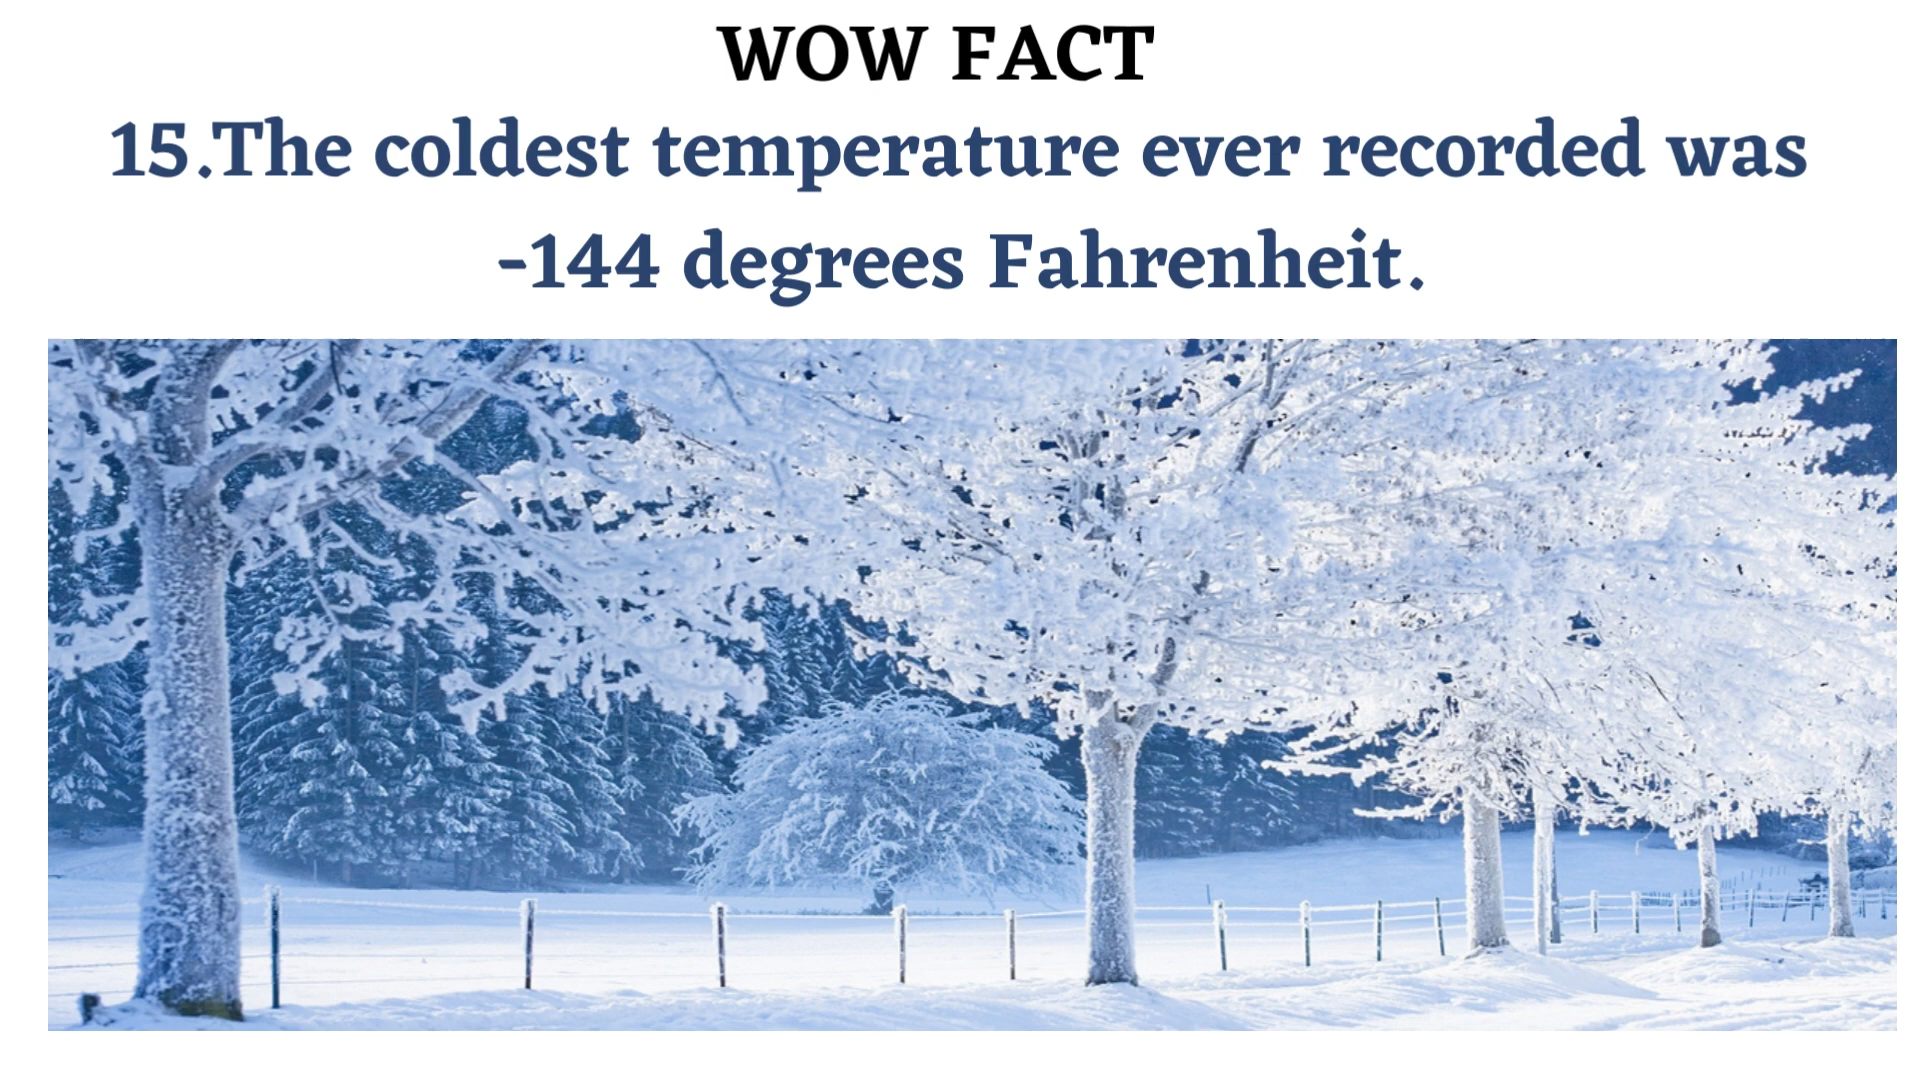 WOW FACT
15.The coldest temperature ever recorded was
-144 degrees Fahrenheit.